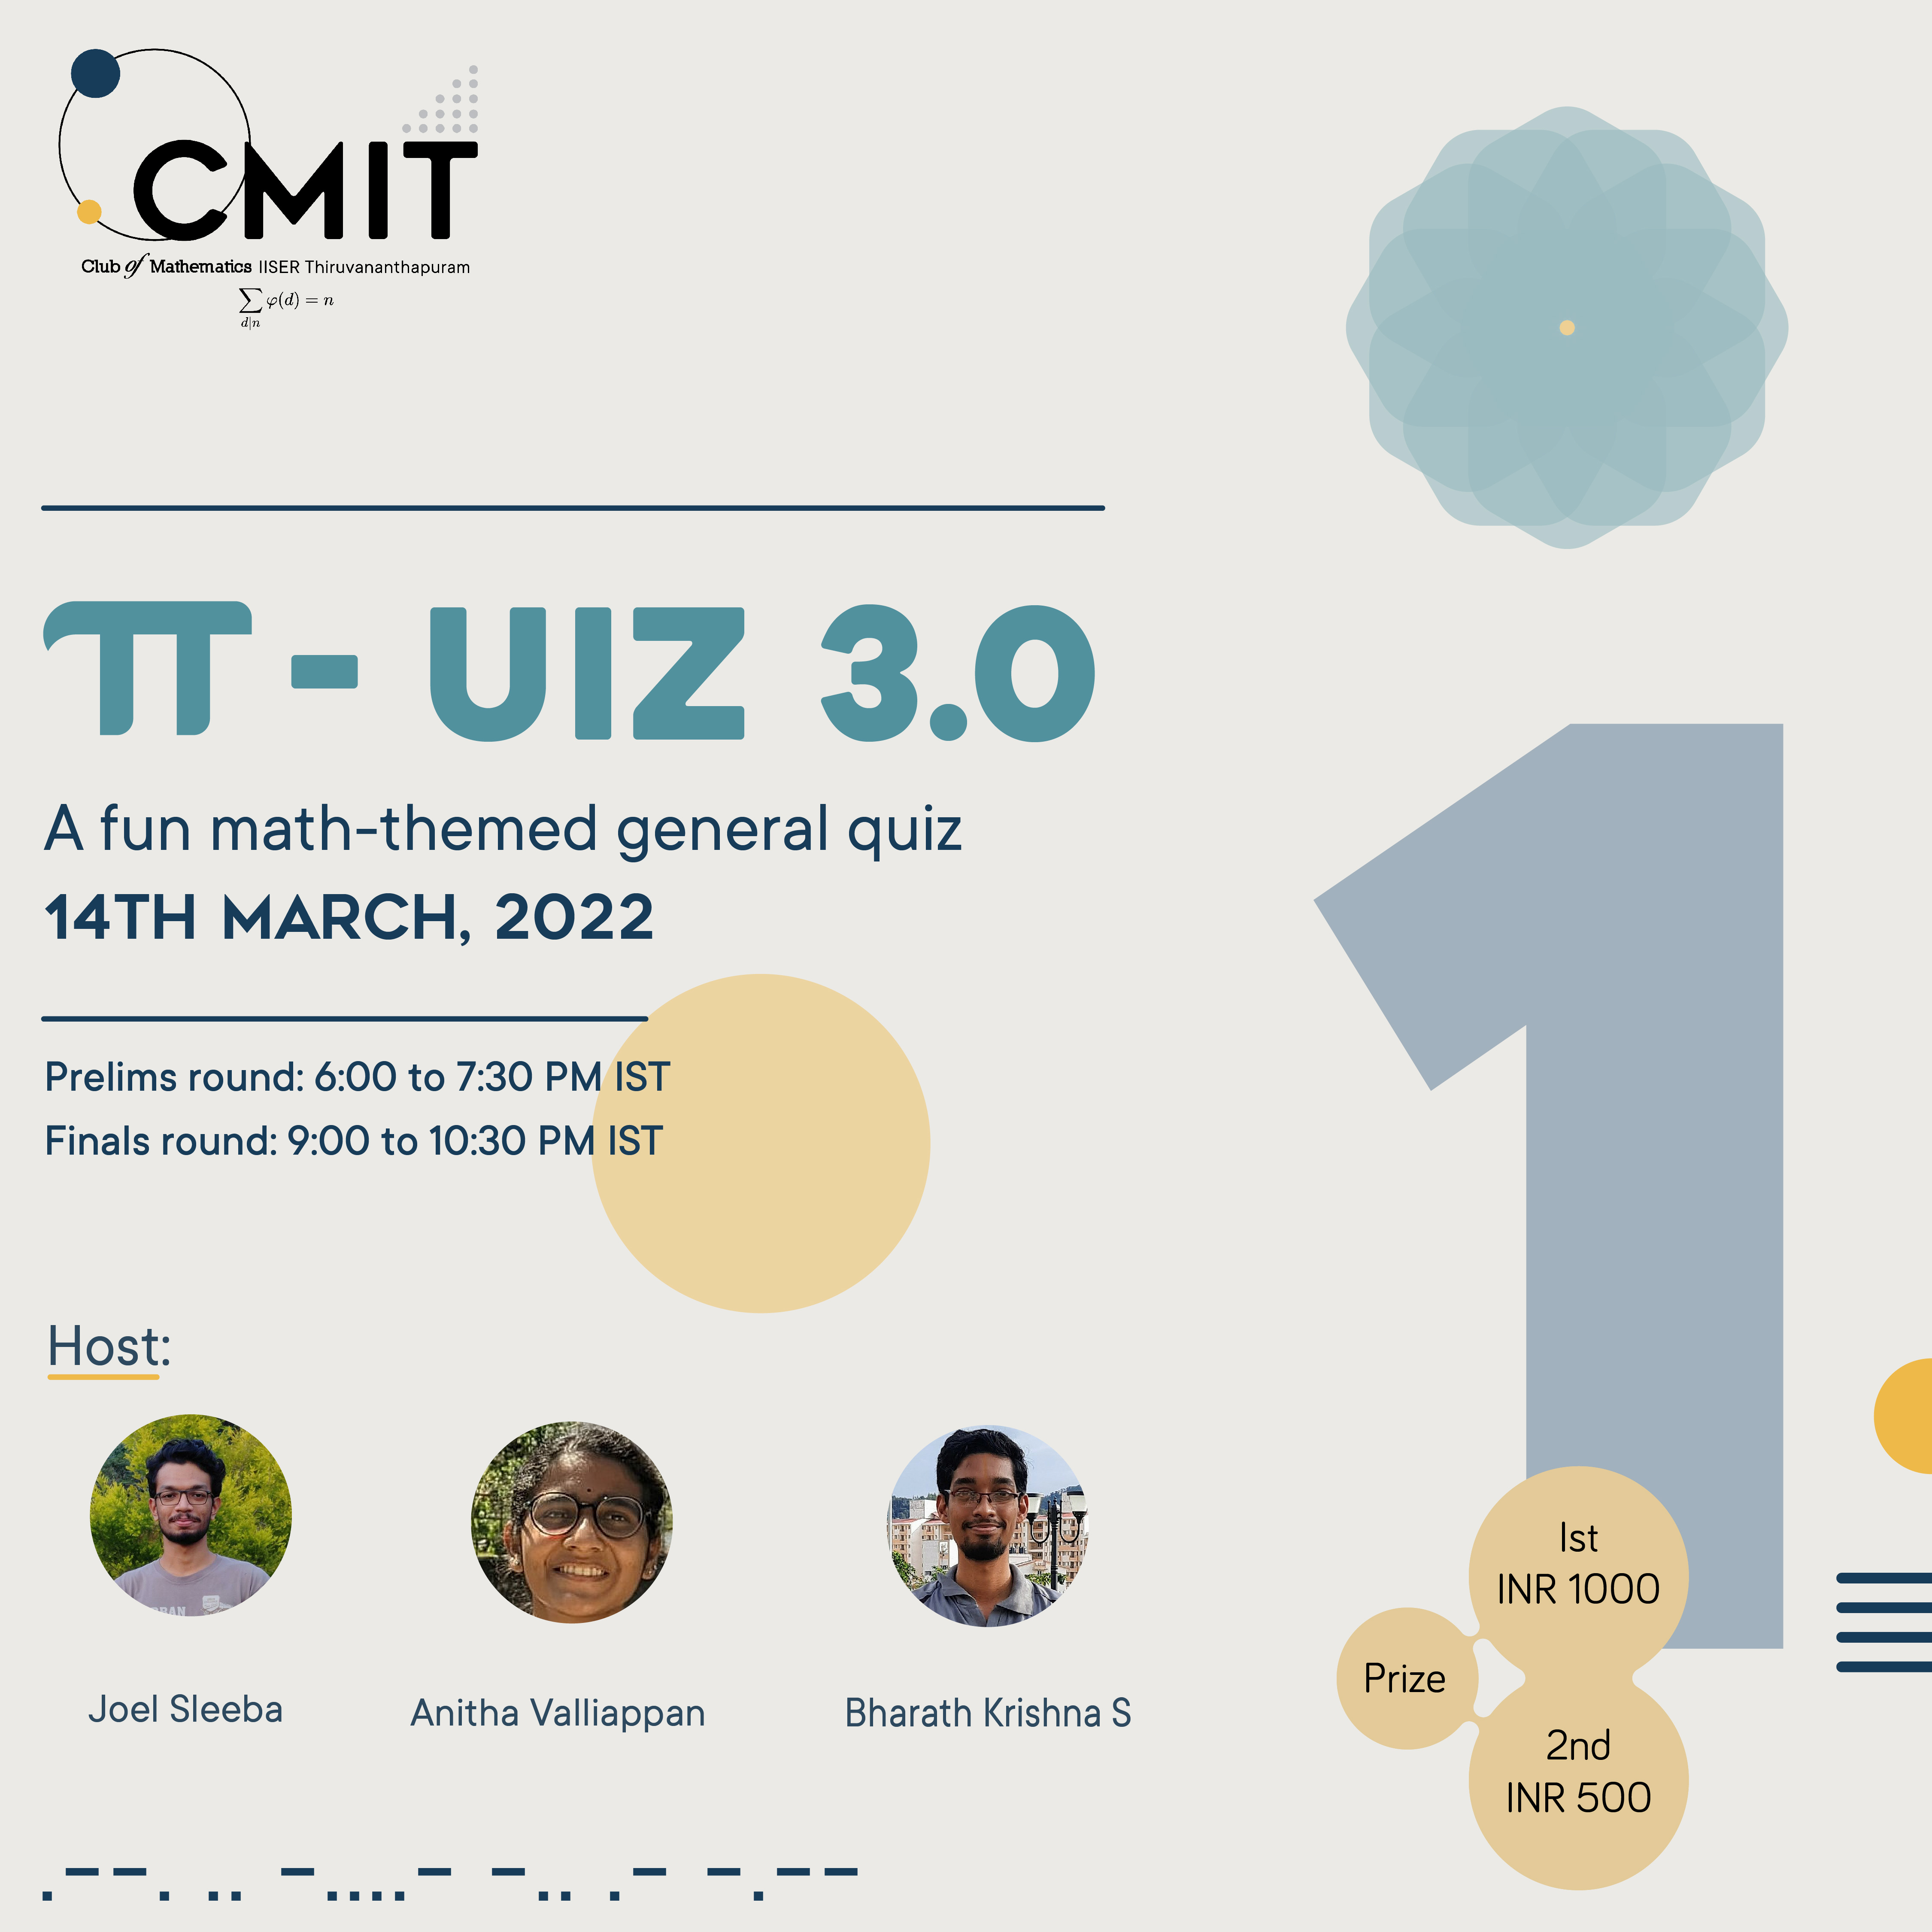 CMIT
Club of Mathematics IISER Thiruvananthapuram
∑ φ(d) = n
d|n
π - UIZ 3.0
A fun math-themed general quiz
14TH MARCH, 2022
Prelims round: 6:00 to 7:30 PM IST
Finals round: 9:00 to 10:30 PM IST
1
Host:
Joel Sleeba
Anitha Valliappan
Bharath Krishna S
Prize
1st
INR 1000
2nd
INR 500
.--. .. -....- -.. .- -.--